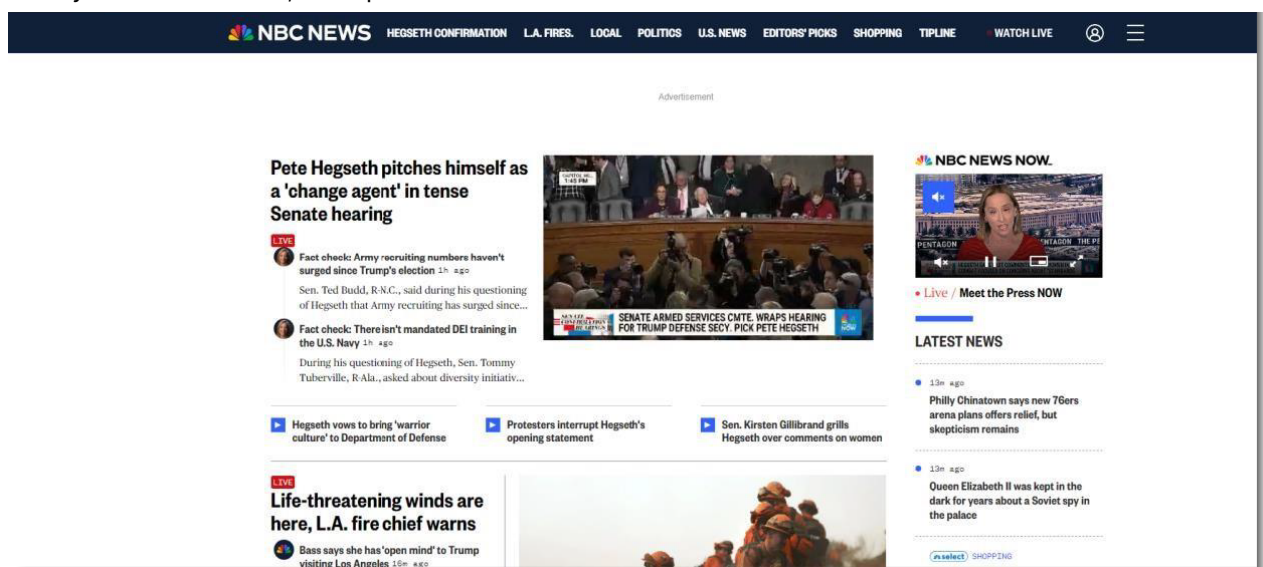 NBC NEWS HEGSETH CONFIRMATION L.A. FIRES. LOCAL POLITICS U.S. NEWS EDITORS' PICKS SHOPPING TIPLINE WATCH LIVE
Advertisement
Pete Hegseth pitches himself as
a 'change agent' in tense
Senate hearing
LIVE
Fact check: Army recruiting numbers haven't
surged since Trump's election 1h ago
Sen. Ted Budd, R-N.C., said during his questioning
of Hegseth that Army recruiting has surged since...
Fact check: There isn't mandated DEI training in
the U.S. Navy 1h ago
During his questioning of Hegseth, Sen. Tommy
Tuberville, R-Ala., asked about diversity initiativ...
1:45 PM
SENATE ARMED SERVICES CMTE. WRAPS HEARING
FOR TRUMP DEFENSE SECY. PICK PETE HEGSETH
NOW
Hegseth vows to bring 'warrior
culture' to Department of Defense
Protesters interrupt Hegseth's
opening statement
Sen. Kirsten Gillibrand grills
Hegseth over comments on women
LIVE
Life-threatening winds are
here, L.A. fire chief warns
Bass says she has 'open mind' to Trump
visiting Los Angeles 16m ago
NBC NEWS NOW
PENTAGON
Live / Meet the Press NOW
LATEST NEWS
13m ago
Philly Chinatown says new 76ers
arena plans offers relief, but
skepticism remains
13m ago
Queen Elizabeth II was kept in the
dark for years about a Soviet spy in
the palace
select SHOPPING